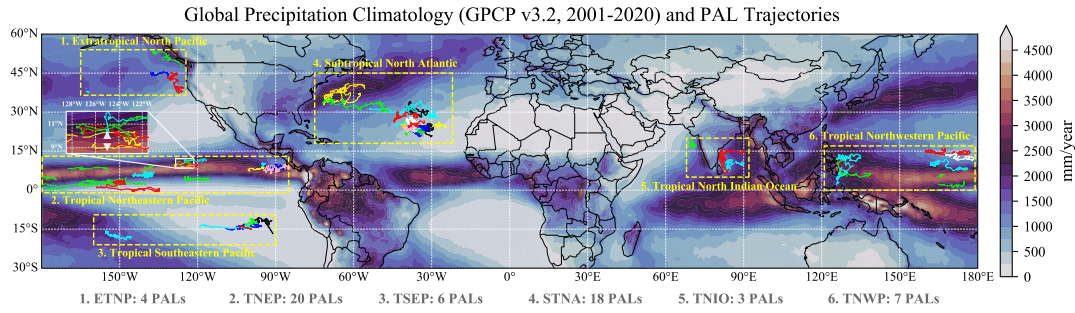 Global Precipitation Climatology (GPCP v3.2, 2001-2020) and PAL Trajectories
60°N
45°N
30°N
15°N
0°
15°S
30°S
1. Extratropical North Pacific
4. Subtropical North Atlantic
128°W 126°W 124°W 122°W
11°N
9°N
6. Tropical Northwestern Pacific
5. Tropical North Indian Ocean
2. Tropical Northeastern Pacific
3. Tropical Southeastern Pacific
150°W 120°W 90°W 60°W 30°W 0° 30°E 60°E 90°E 120°E 150°E 180°E
4500
4000
3500
3000
2500
2000
1500
1000
500
0
mm/year
1. ETNP: 4 PALs 2. TNEP: 20 PALs 3. TSEP: 6 PALs 4. STNA: 18 PALs 5. TNIO: 3 PALs 6. TNWP: 7 PALs